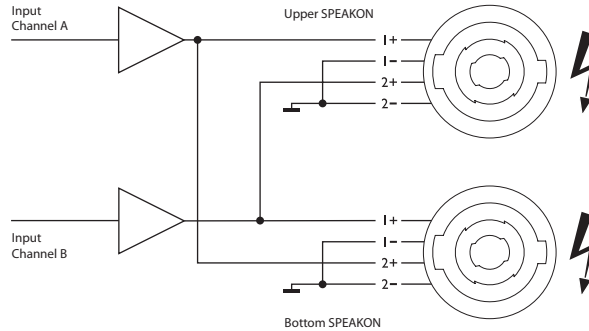 Input
Channel A
Upper SPEAKON
1+
1-
2+
2-
1+
1-
2+
2-
Input
Channel B
Bottom SPEAKON